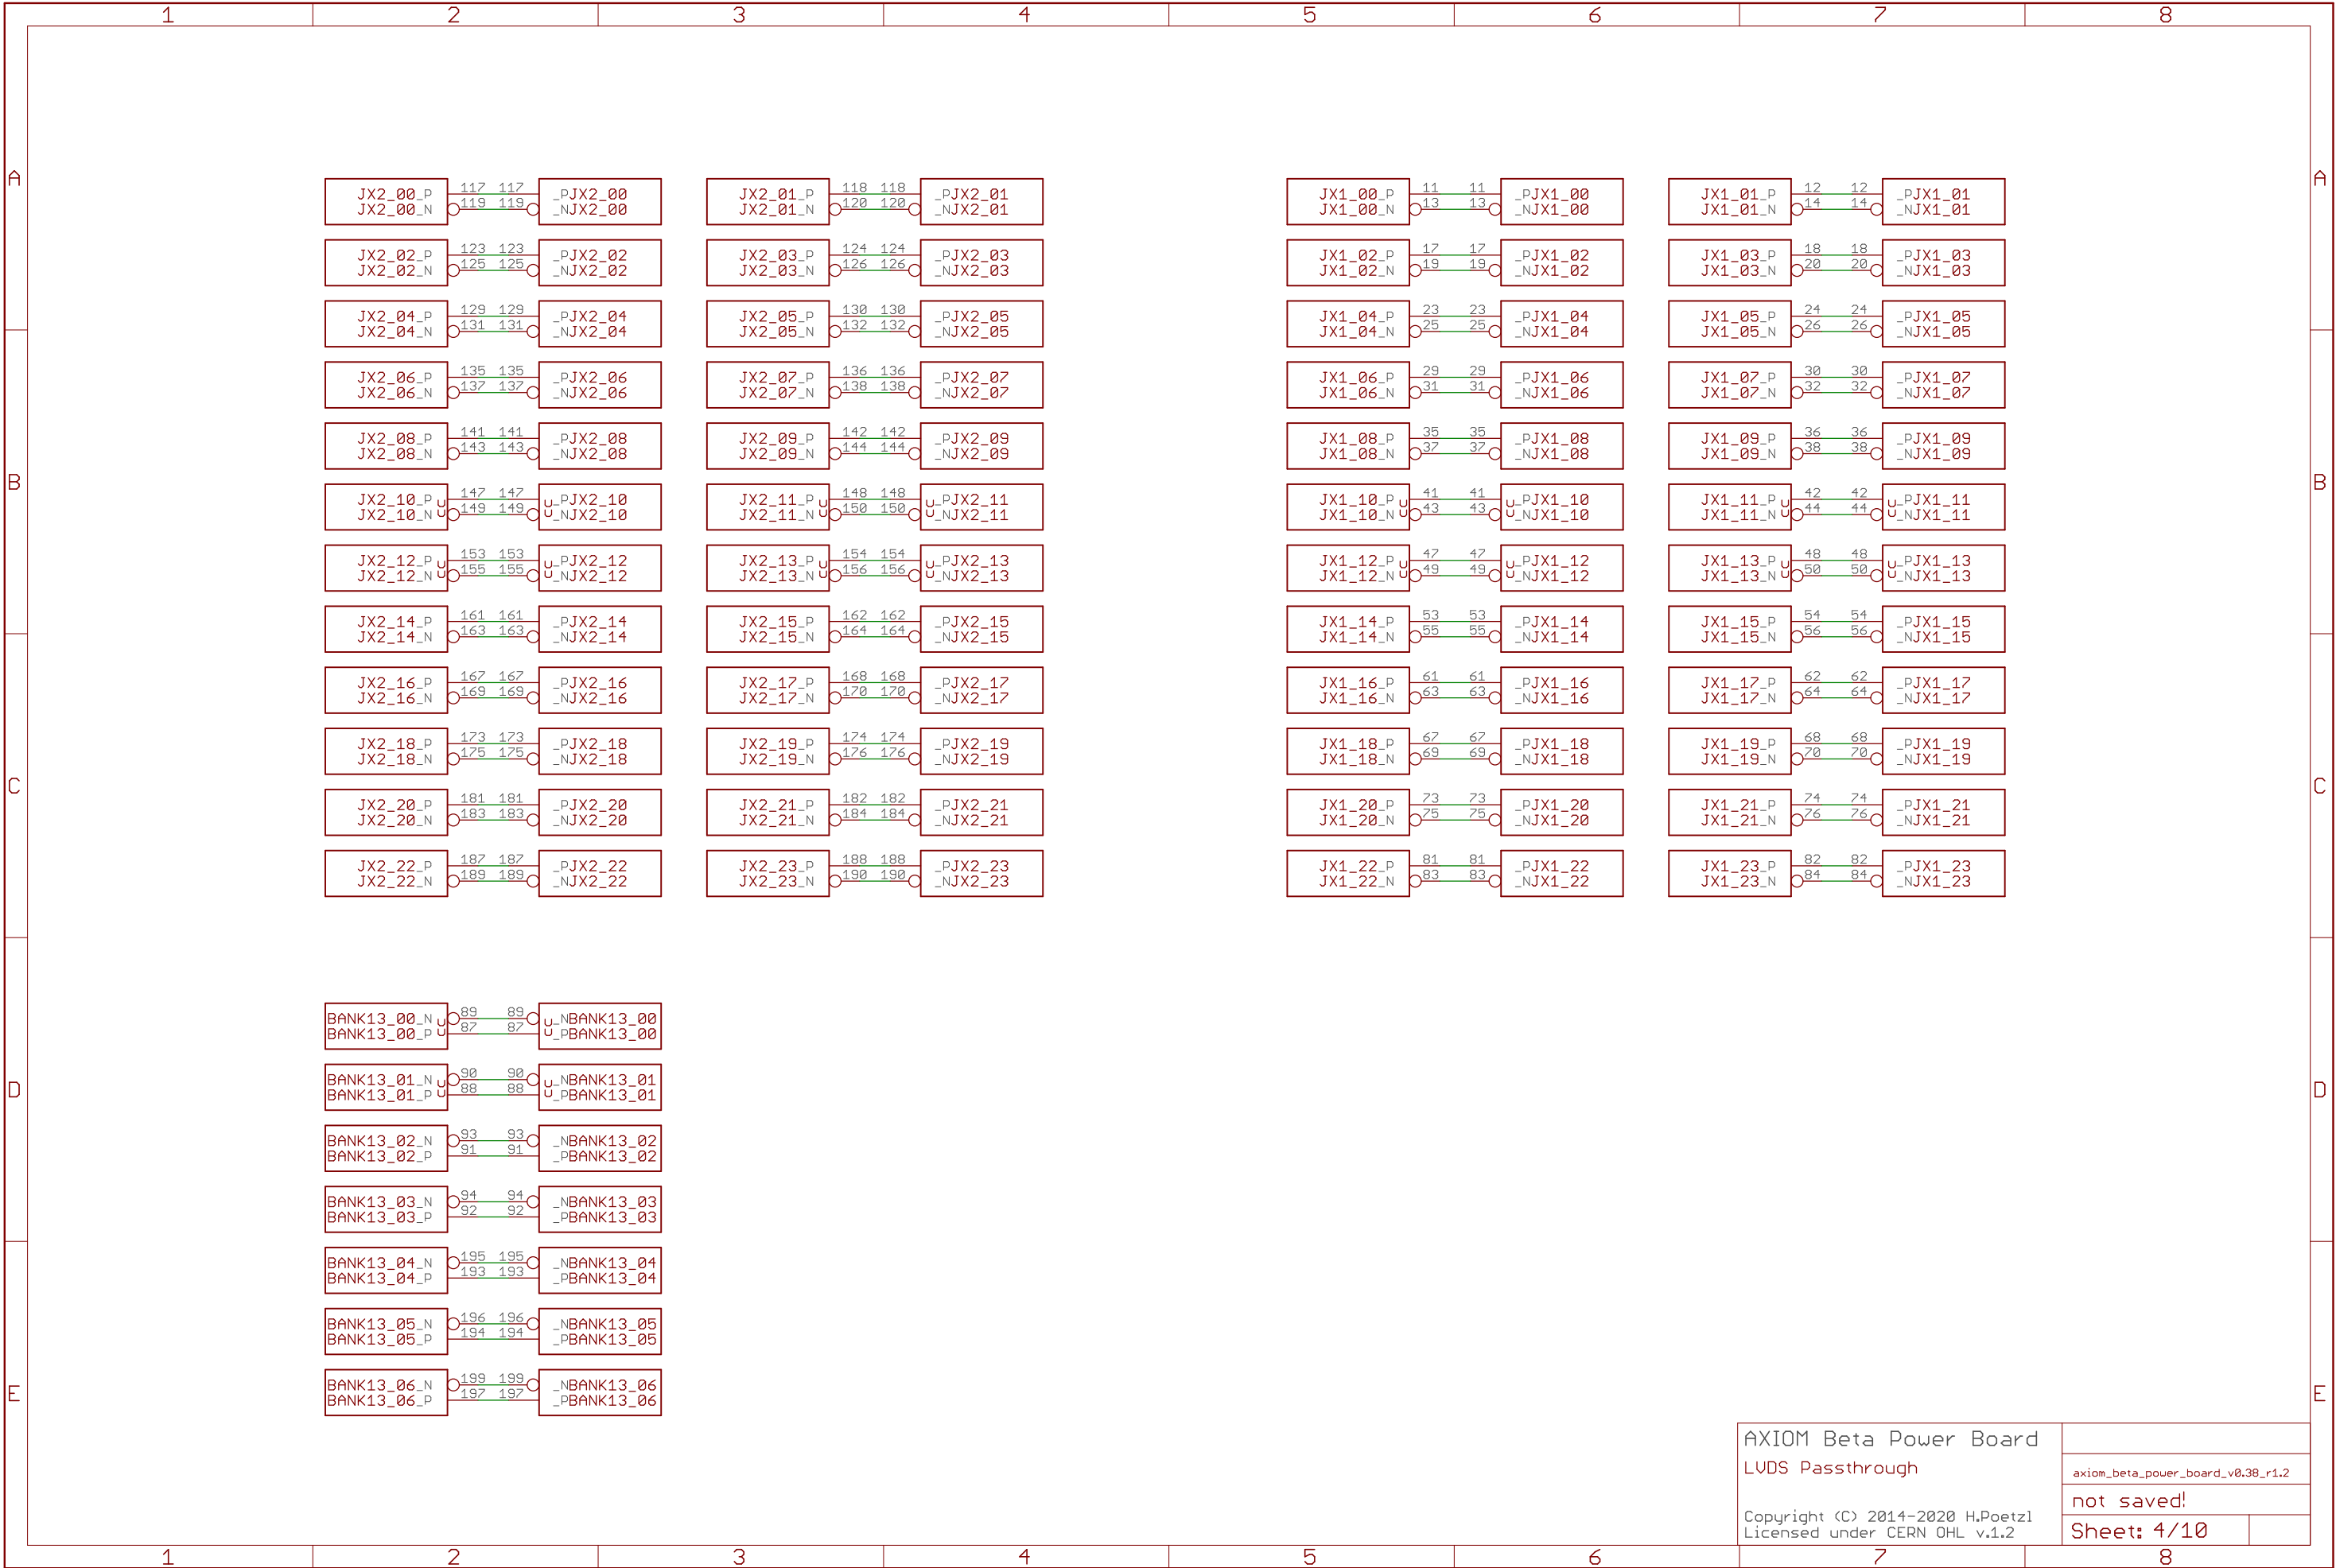 1 2 3 4 5 6 7 8
A A
JX2_00_P 117 117 _PJX2_00 JX2_01_P 118 118 _PJX2_01 JX1_00_P 11 11 _PJX1_00 JX1_01_P 12 12 _PJX1_01
JX2_00_N 119 119 _NJX2_00 JX2_01_N 120 120 _NJX2_01 JX1_00_N 13 13 _NJX1_00 JX1_01_N 14 14 _NJX1_01
JX2_02_P 123 123 _PJX2_02 JX2_03_P 124 124 _PJX2_03 JX1_02_P 17 17 _PJX1_02 JX1_03_P 18 18 _PJX1_03
JX2_02_N 125 125 _NJX2_02 JX2_03_N 126 126 _NJX2_03 JX1_02_N 19 19 _NJX1_02 JX1_03_N 20 20 _NJX1_03
JX2_04_P 129 129 _PJX2_04 JX2_05_P 130 130 _PJX2_05 JX1_04_P 23 23 _PJX1_04 JX1_05_P 24 24 _PJX1_05
JX2_04_N 131 131 _NJX2_04 JX2_05_N 132 132 _NJX2_05 JX1_04_N 25 25 _NJX1_04 JX1_05_N 26 26 _NJX1_05
JX2_06_P 135 135 _PJX2_06 JX2_07_P 136 136 _PJX2_07 JX1_06_P 29 29 _PJX1_06 JX1_07_P 30 30 _PJX1_07
JX2_06_N 137 137 _NJX2_06 JX2_07_N 138 138 _NJX2_07 JX1_06_N 31 31 _NJX1_06 JX1_07_N 32 32 _NJX1_07
JX2_08_P 141 141 _PJX2_08 JX2_09_P 142 142 _PJX2_09 JX1_08_P 35 35 _PJX1_08 JX1_09_P 36 36 _PJX1_09
JX2_08_N 143 143 _NJX2_08 JX2_09_N 144 144 _NJX2_09 JX1_08_N 37 37 _NJX1_08 JX1_09_N 38 38 _NJX1_09
B B
JX2_10_P 147 147 _PJX2_10 JX2_11_P 148 148 _PJX2_11 JX1_10_P 41 41 _PJX1_10 JX1_11_P 42 42 _PJX1_11
JX2_10_N 149 149 _NJX2_10 JX2_11_N 150 150 _NJX2_11 JX1_10_N 43 43 _NJX1_10 JX1_11_N 44 44 _NJX1_11
JX2_12_P 153 153 _PJX2_12 JX2_13_P 154 154 _PJX2_13 JX1_12_P 47 47 _PJX1_12 JX1_13_P 48 48 _PJX1_13
JX2_12_N 155 155 _NJX2_12 JX2_13_N 156 156 _NJX2_13 JX1_12_N 49 49 _NJX1_12 JX1_13_N 50 50 _NJX1_13
JX2_14_P 161 161 _PJX2_14 JX2_15_P 162 162 _PJX2_15 JX1_14_P 53 53 _PJX1_14 JX1_15_P 54 54 _PJX1_15
JX2_14_N 163 163 _NJX2_14 JX2_15_N 164 164 _NJX2_15 JX1_14_N 55 55 _NJX1_14 JX1_15_N 56 56 _NJX1_15
JX2_16_P 167 167 _PJX2_16 JX2_17_P 168 168 _PJX2_17 JX1_16_P 61 61 _PJX1_16 JX1_17_P 62 62 _PJX1_17
JX2_16_N 169 169 _NJX2_16 JX2_17_N 170 170 _NJX2_17 JX1_16_N 63 63 _NJX1_16 JX1_17_N 64 64 _NJX1_17
JX2_18_P 173 173 _PJX2_18 JX2_19_P 174 174 _PJX2_19 JX1_18_P 67 67 _PJX1_18 JX1_19_P 68 68 _PJX1_19
JX2_18_N 175 175 _NJX2_18 JX2_19_N 176 176 _NJX2_19 JX1_18_N 69 69 _NJX1_18 JX1_19_N 70 70 _NJX1_19
C C
JX2_20_P 181 181 _PJX2_20 JX2_21_P 182 182 _PJX2_21 JX1_20_P 73 73 _PJX1_20 JX1_21_P 74 74 _PJX1_21
JX2_20_N 183 183 _NJX2_20 JX2_21_N 184 184 _NJX2_21 JX1_20_N 75 75 _NJX1_20 JX1_21_N 76 76 _NJX1_21
JX2_22_P 187 187 _PJX2_22 JX2_23_P 188 188 _PJX2_23 JX1_22_P 81 81 _PJX1_22 JX1_23_P 82 82 _PJX1_23
JX2_22_N 189 189 _NJX2_22 JX2_23_N 190 190 _NJX2_23 JX1_22_N 83 83 _NJX1_22 JX1_23_N 84 84 _NJX1_23
BANK13_00_N 89 89 _NBANK13_00
BANK13_00_P 87 87 _PBANK13_00
BANK13_01_N 90 90 _NBANK13_01
D D
BANK13_01_P 88 88 _PBANK13_01
BANK13_02_N 93 93 _NBANK13_02
BANK13_02_P 91 91 _PBANK13_02
BANK13_03_N 94 94 _NBANK13_03
BANK13_03_P 92 92 _PBANK13_03
BANK13_04_N 195 195 _NBANK13_04
BANK13_04_P 193 193 _PBANK13_04
BANK13_05_N 196 196 _NBANK13_05
BANK13_05_P 194 194 _PBANK13_05
BANK13_06_N 199 199 _NBANK13_06
E E
BANK13_06_P 197 197 _PBANK13_06
AXIOM Beta Power Board
LVDS Passthrough
axiom_beta_power_board_v0.38_r1.2
not saved!
Copyright (C) 2014-2020 H.Poetzl
Licensed under CERN OHL v.1.2
Sheet: 4/10
1 2 3 4 5 6 7 8